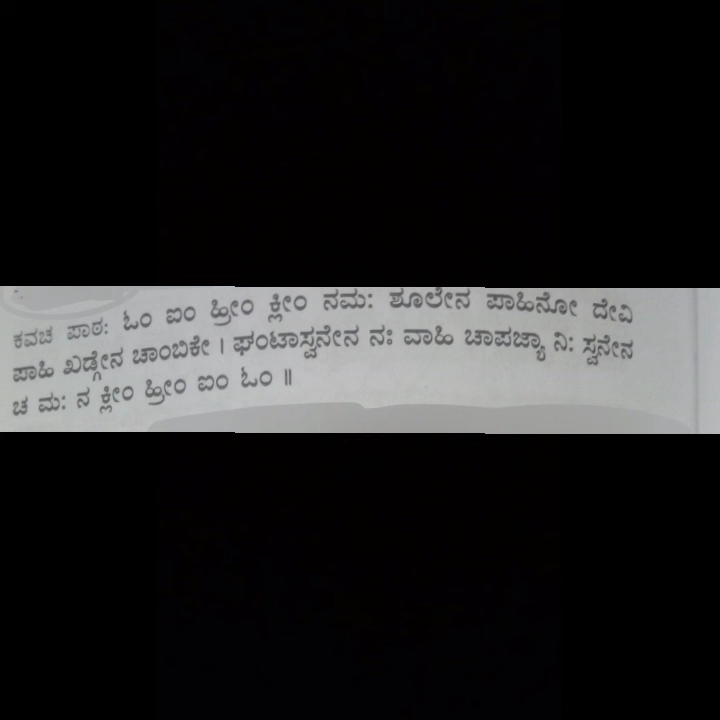 ಕವಚ ಪಾಠ: ಓಂ ಐಂ ಹ್ರೀಂ ಕ್ಲೀಂ ನಮ: ಶೂಲೇನ ಪಾಹಿನೋ ದೇವಿ
ಪಾಹಿ ಖಡ್ಗೇನ ಚಾಂಬಿಕೇ । ಘಂಟಾಸ್ವನೇನ ನಃ ವಾಹಿ ಚಾಪಜ್ಯಾ ನಿ: ಸ್ವನೇನ
ಚ ಮ: ನ ಕ್ಲೀಂ ಹ್ರೀಂ ಐಂ ಓಂ ॥